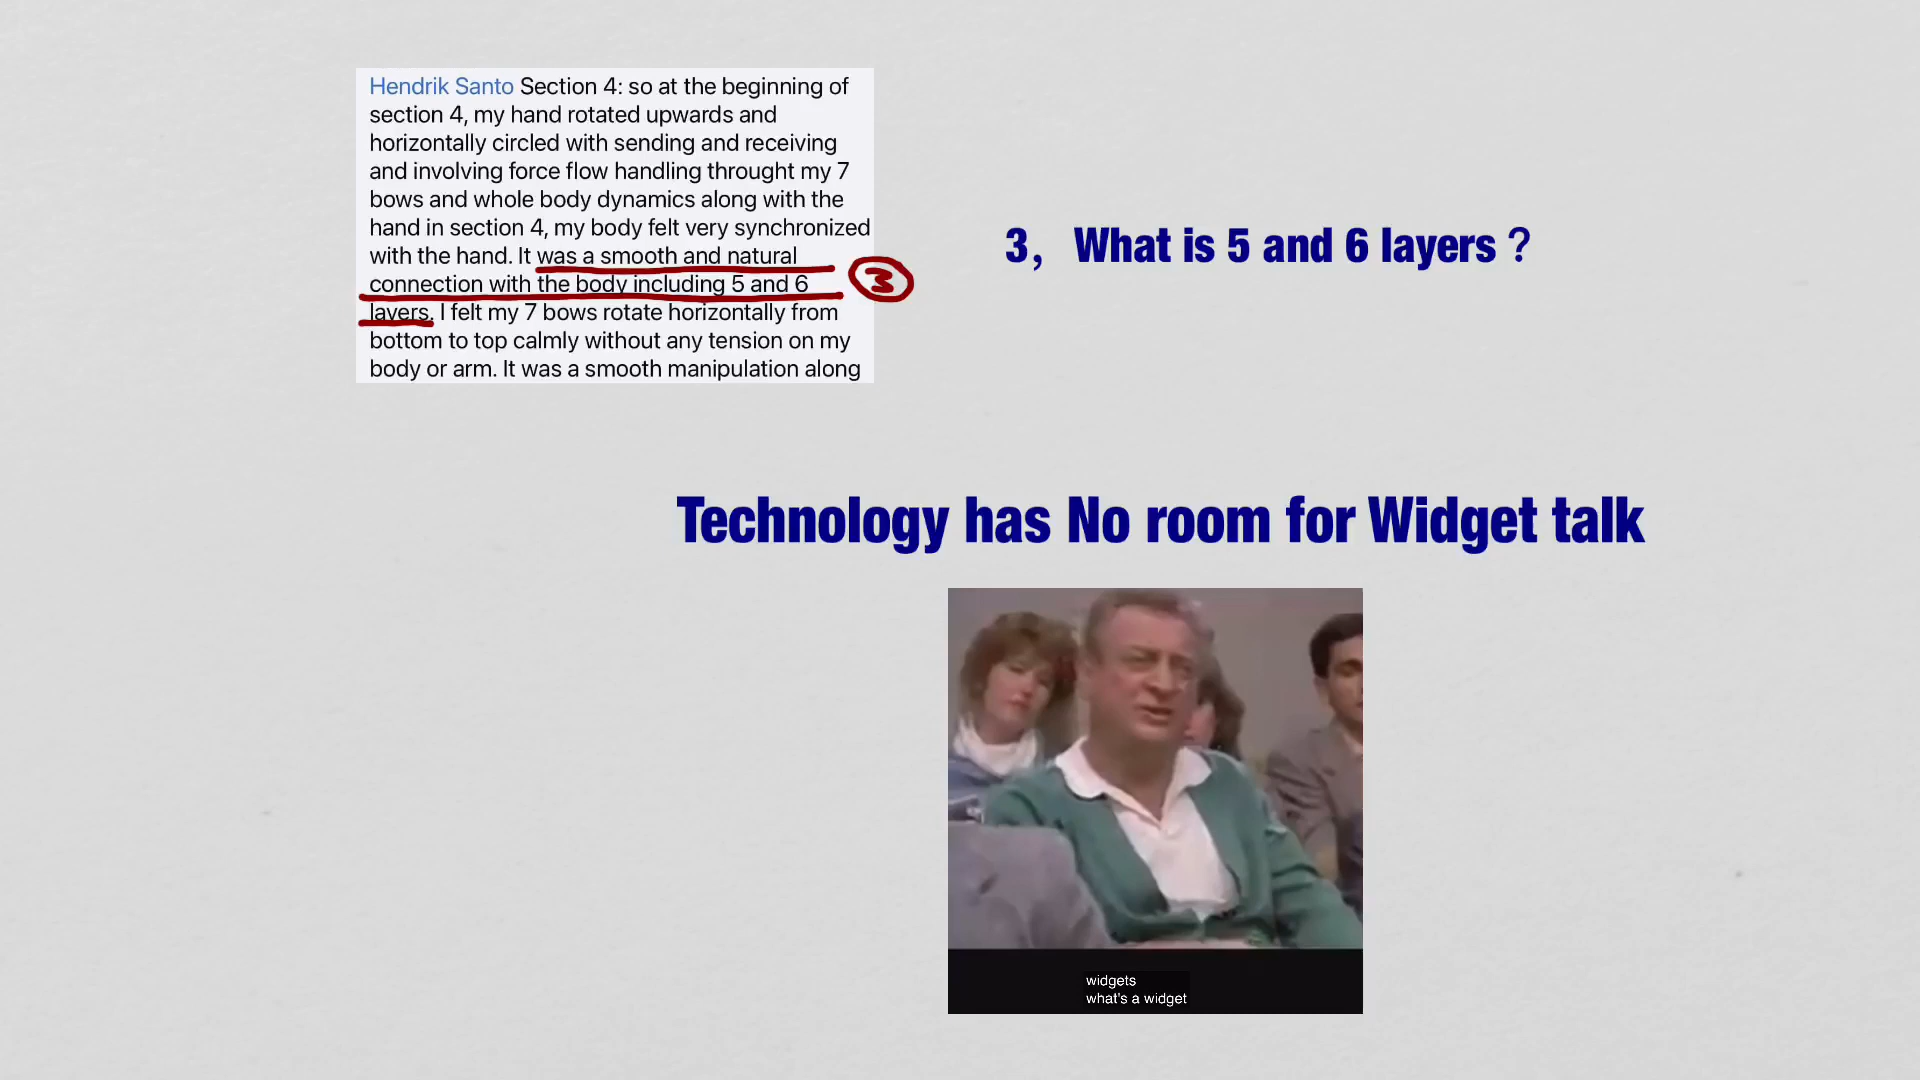 Hendrik Santo Section 4: so at the beginning of
section 4, my hand rotated upwards and
horizontally circled with sending and receiving
and involving force flow handling throught my 7
bows and whole body dynamics along with the
hand in section 4, my body felt very synchronized
with the hand. It was a smooth and natural
connection with the body including 5 and 6
layers. I felt my 7 bows rotate horizontally from
bottom to top calmly without any tension on my
body or arm. It was a smooth manipulation along
3
3, What is 5 and 6 layers ?
Technology has No room for Widget talk
widgets
what's a widget